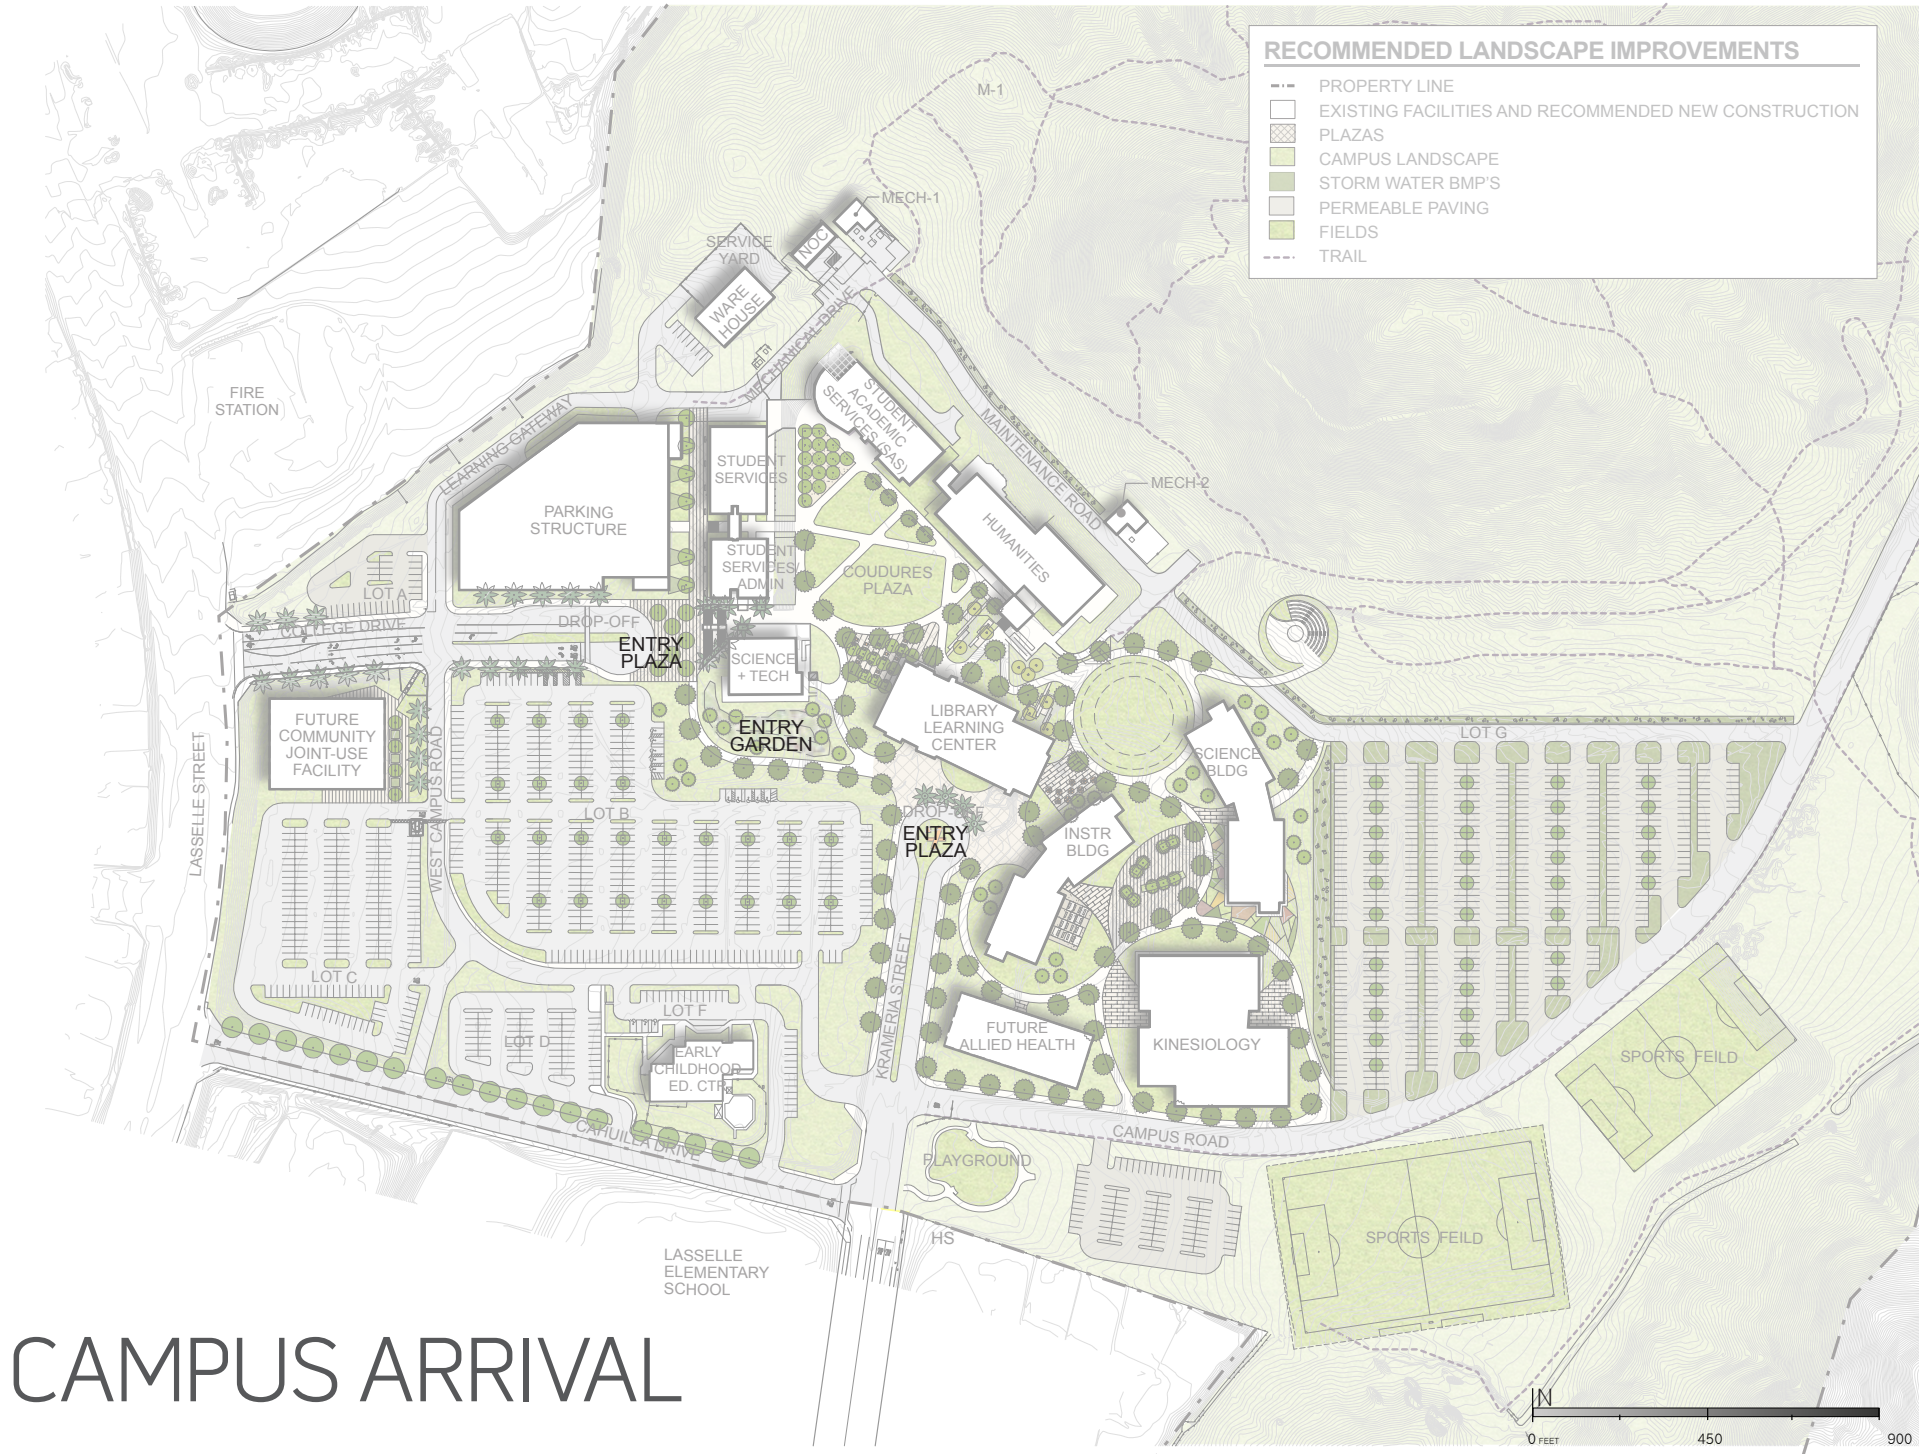 RECOMMENDED LANDSCAPE IMPROVEMENTS
PROPERTY LINE
EXISTING FACILITIES AND RECOMMENDED NEW CONSTRUCTION
PLAZAS
CAMPUS LANDSCAPE
STORM WATER BMP'S
PERMEABLE PAVING
FIELDS
TRAIL
M-1
MECH-1
NOC
SERVICE
YARD
WARE
HOUSE
MECHANICAL DRIVE
FIRE
STATION
LEARNING GATEWAY
STUDENT
ACADEMIC
SERVICES (SAS)
MAINTENANCE ROAD
MECH-2
STUDENT
SERVICES
PARKING
STRUCTURE
HUMANITIES
STUDENT
SERVICES/
ADMIN
COUDURES
PLAZA
LOT A
COLLEGE DRIVE
DROP-OFF
ENTRY
PLAZA
SCIENCE
+ TECH
LIBRARY
LEARNING
CENTER
ENTRY
GARDEN
FUTURE
COMMUNITY
JOINT-USE
FACILITY
LASSELLE STREET
WEST CAMPUS ROAD
LOT G
SCIENCE
BLDG
LOT B
DROP-OFF
ENTRY
PLAZA
INSTR
BLDG
LOT C
LOT D
LOT F
KRAMERIA STREET
FUTURE
ALLIED HEALTH
KINESIOLOGY
EARLY
CHILDHOOD
ED. CTR
SPORTS FEILD
CAHUILLA DRIVE
CAMPUS ROAD
PLAYGROUND
HS
SPORTS FEILD
LASSELLE
ELEMENTARY
SCHOOL
CAMPUS ARRIVAL
N
0 FEET
450
900